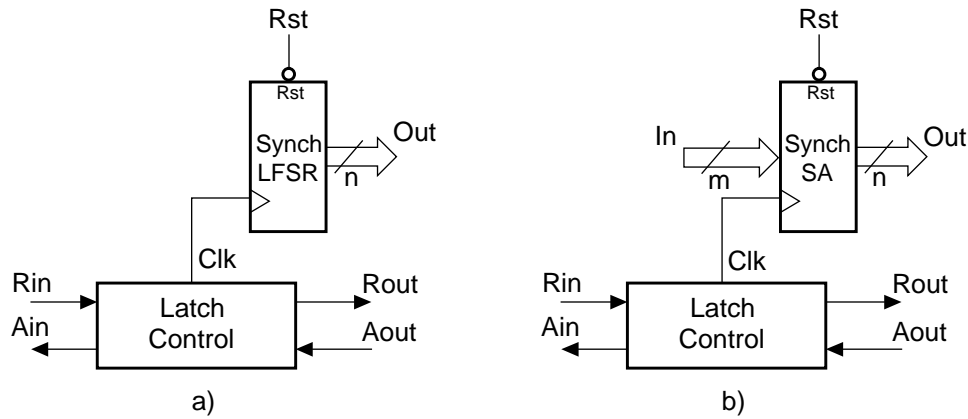 Rst
Rst
Synch
LFSR
n
Out
Clk
Rin
Ain
Latch
Control
Rout
Aout
a)
Rst
Rst
In
m
Synch
SA
n
Out
Clk
Rin
Ain
Latch
Control
Rout
Aout
b)